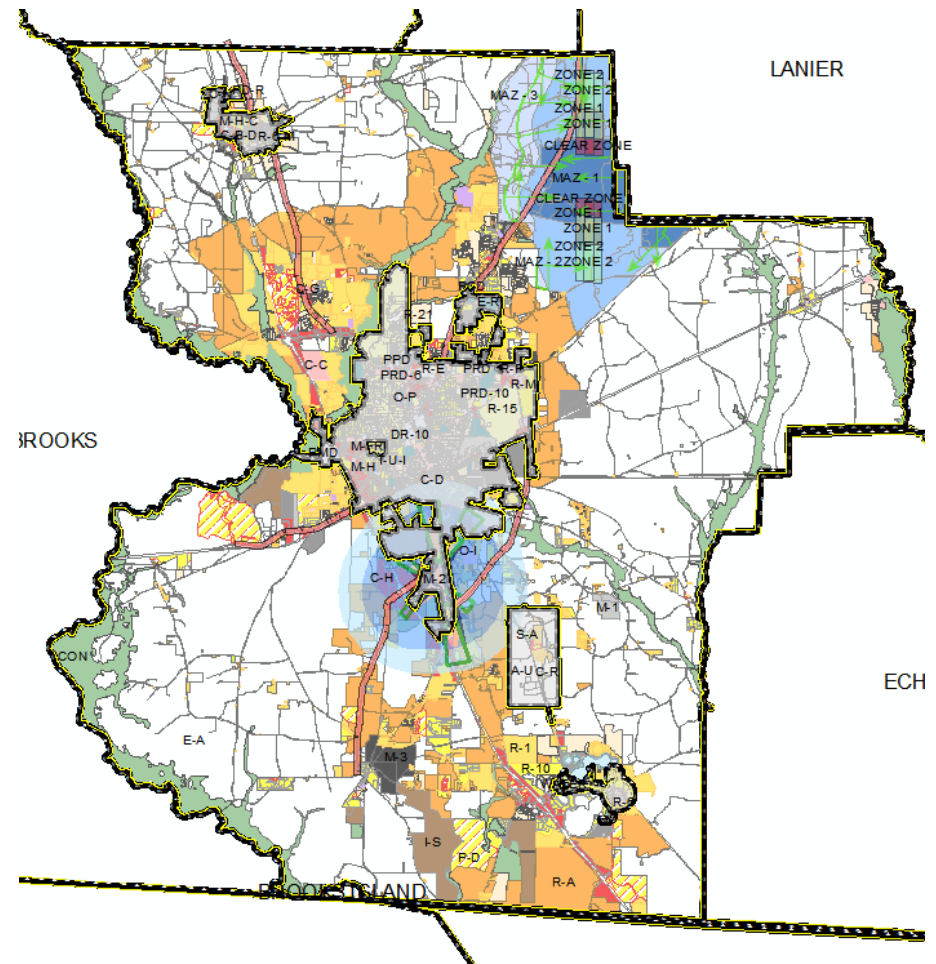 LANIER
ZONE 2
MAZ - 3
ZONE 2
ZONE 1
ZONE 1
CLEAR ZONE
MAZ - 1
CLEAR ZONE
ZONE 1
ZONE 2
MAZ - 2
ZONE 2
M-H-C
C-G
E-R
R-21
C-C
PPD
R-E
PRD
PRD-6
R-M
O-P
PRD-10
R-15
BROOKS
DR-10
M-H
I-U-I
C-D
O-I
C-H
M-2
M-1
S-A
A-U
C-R
CON
ECH
E-A
R-1
M-3
R-10
I-S
P-D
R-A